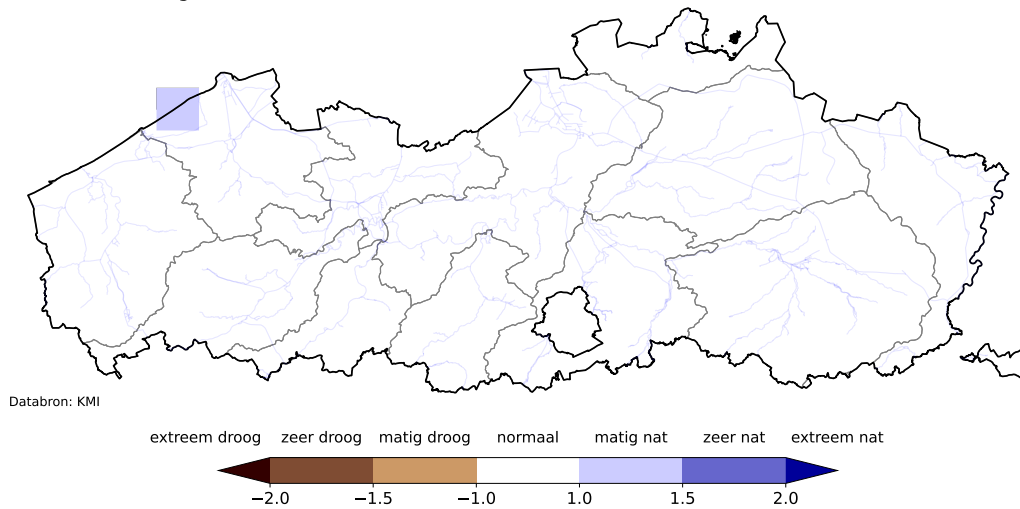 Databron: KMI
extreem droog zeer droog matig droog normaal matig nat zeer nat extreem nat
−2.0 −1.5 −1.0 1.0 1.5 2.0